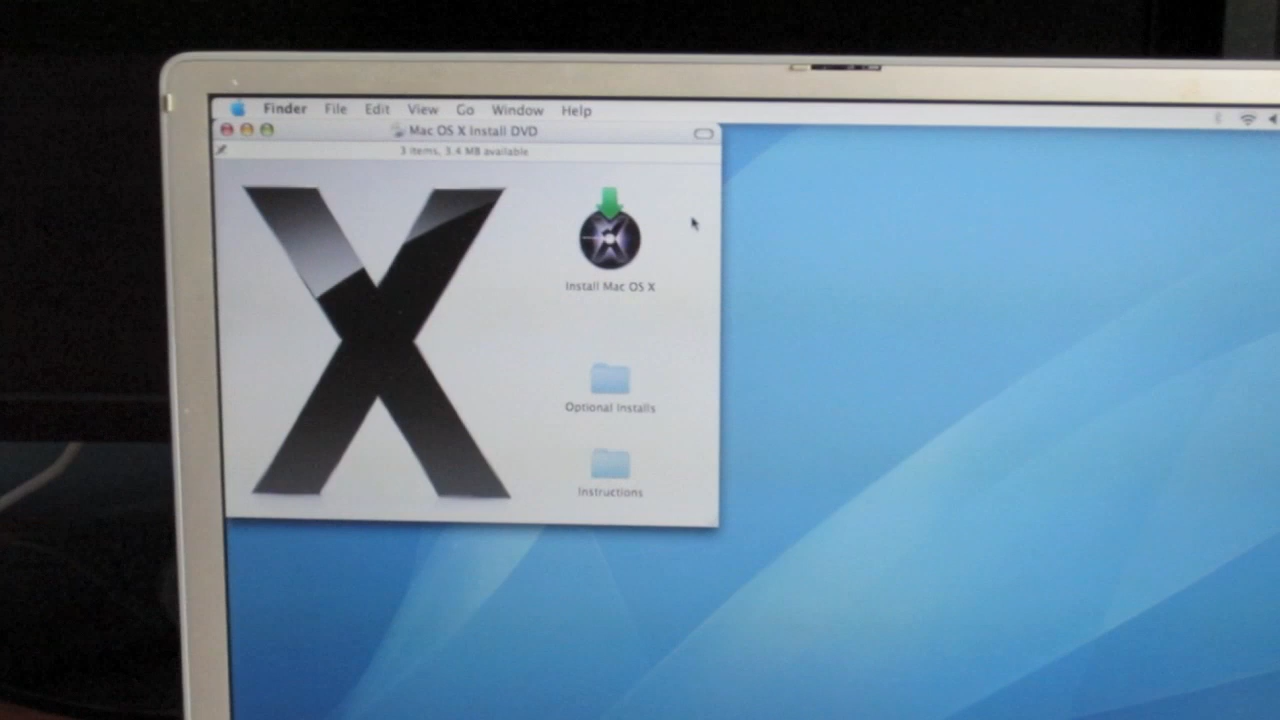 Finder File Edit View Go Window Help
Mac OS X Install DVD
3 items, 3.4 MB available
X
Install Mac OS X
Optional Installs
Instructions